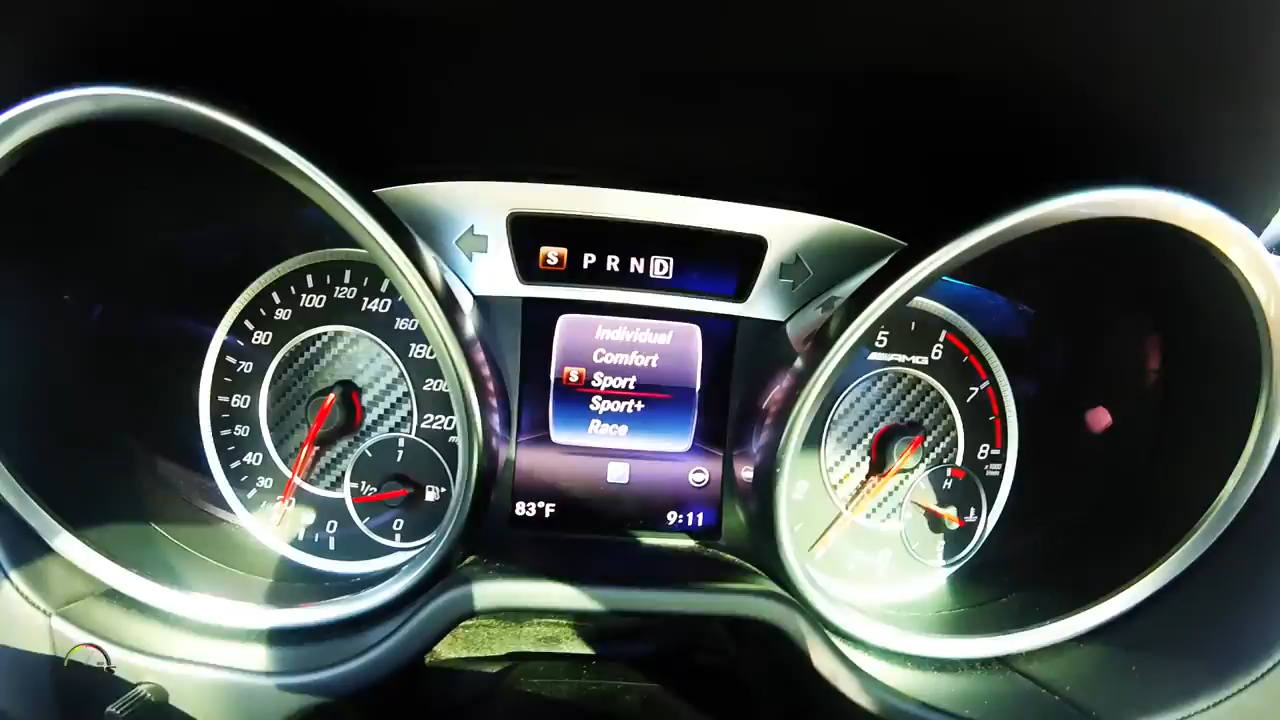 S P R N D
Individual
Comfort
S Sport
Sport+
Race
83°F 9:11
120
100 140
90 160
80 180
70 200
60 220
50
40
30
0
1
1/2
0
5 6
AMG
7
8
H